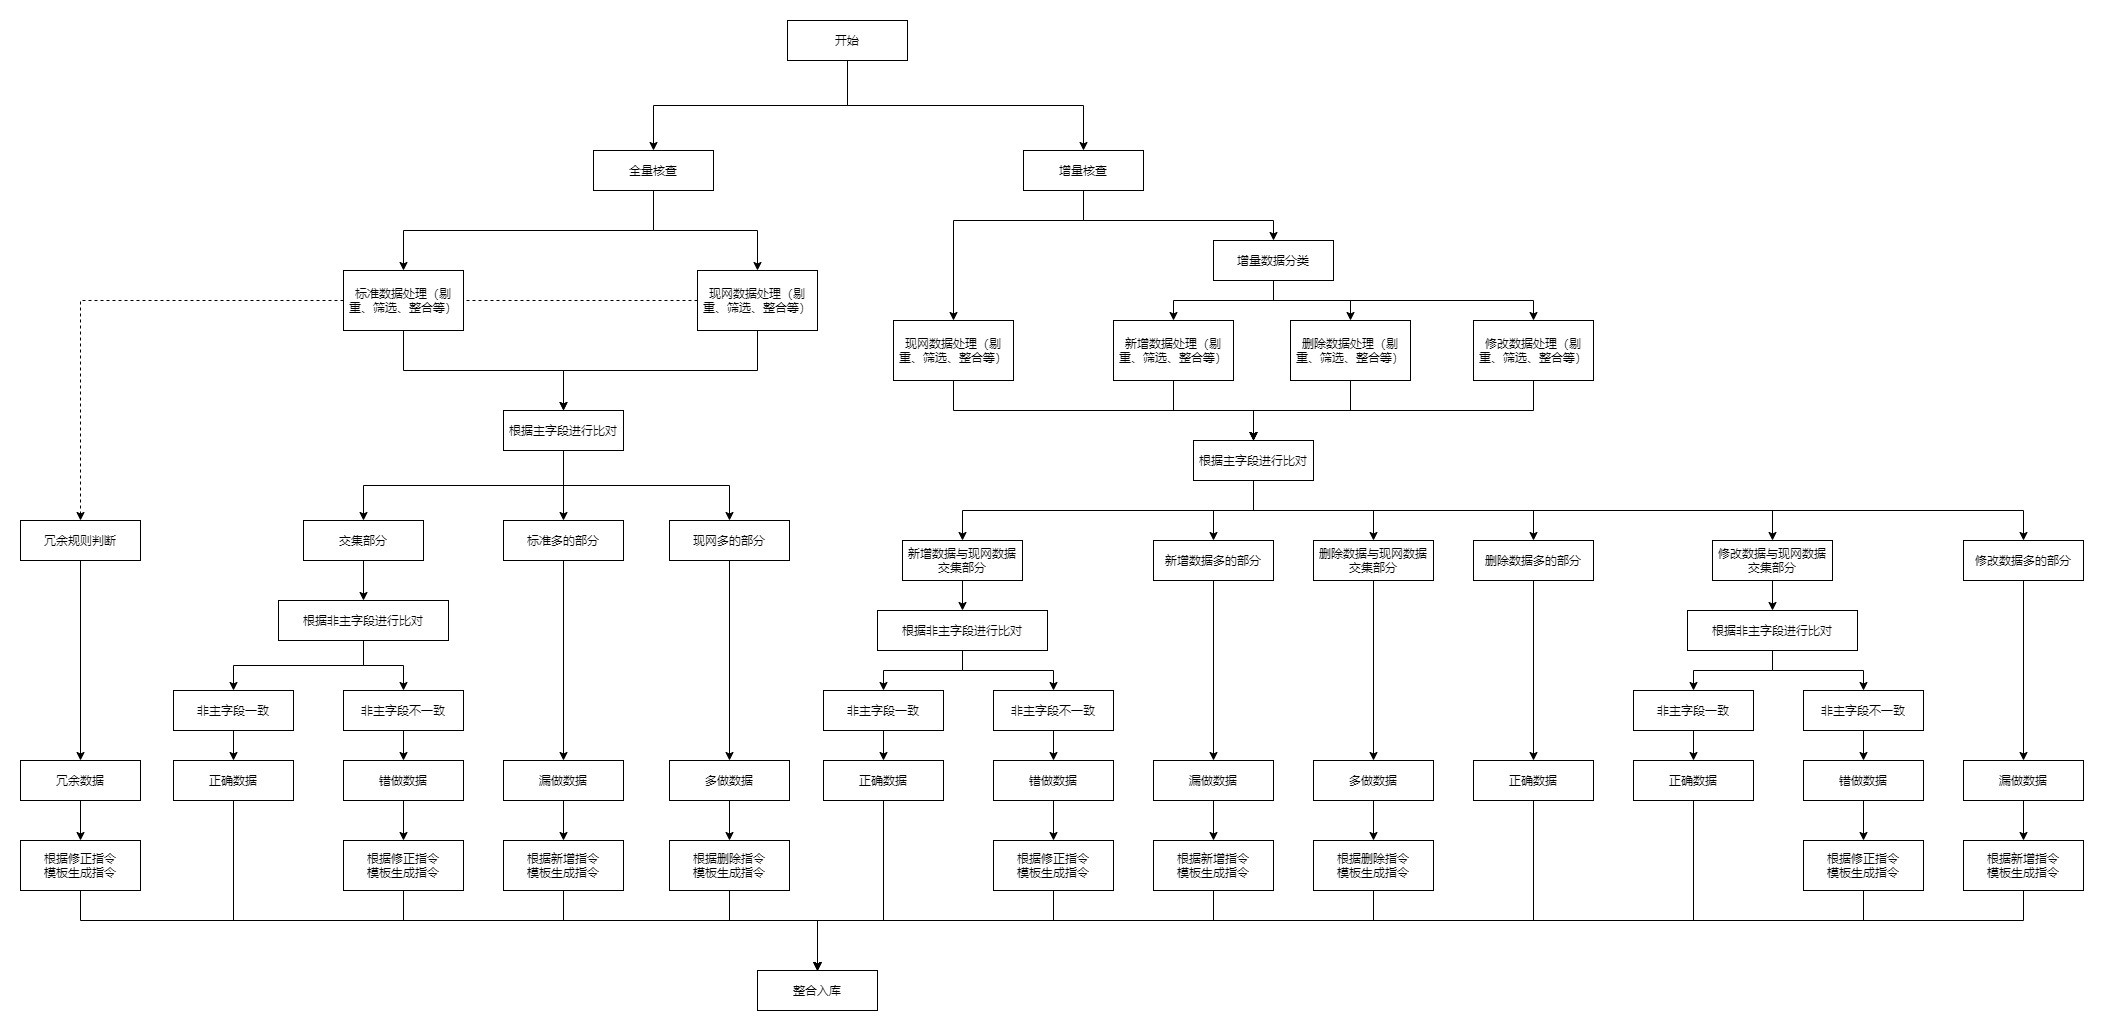 开始
全量核查
增量核查
增量数据分类
标准数据处理（剔
重、筛选、整合等）
现网数据处理（剔
重、筛选、整合等）
现网数据处理（剔
重、筛选、整合等）
新增数据处理（剔
重、筛选、整合等）
删除数据处理（剔
重、筛选、整合等）
修改数据处理（剔
重、筛选、整合等）
根据主字段进行比对
根据主字段进行比对
冗余规则判断
交集部分
标准多的部分
现网多的部分
新增数据与现网数据
交集部分
新增数据多的部分
删除数据与现网数据
交集部分
删除数据多的部分
修改数据与现网数据
交集部分
修改数据多的部分
根据非主字段进行比对
根据非主字段进行比对
根据非主字段进行比对
非主字段一致
非主字段不一致
非主字段一致
非主字段不一致
非主字段一致
非主字段不一致
冗余数据
正确数据
错做数据
漏做数据
多做数据
正确数据
错做数据
漏做数据
多做数据
正确数据
正确数据
错做数据
漏做数据
根据修正指令
模板生成指令
根据修正指令
模板生成指令
根据新增指令
模板生成指令
根据删除指令
模板生成指令
根据修正指令
模板生成指令
根据新增指令
模板生成指令
根据删除指令
模板生成指令
根据修正指令
模板生成指令
根据新增指令
模板生成指令
整合入库